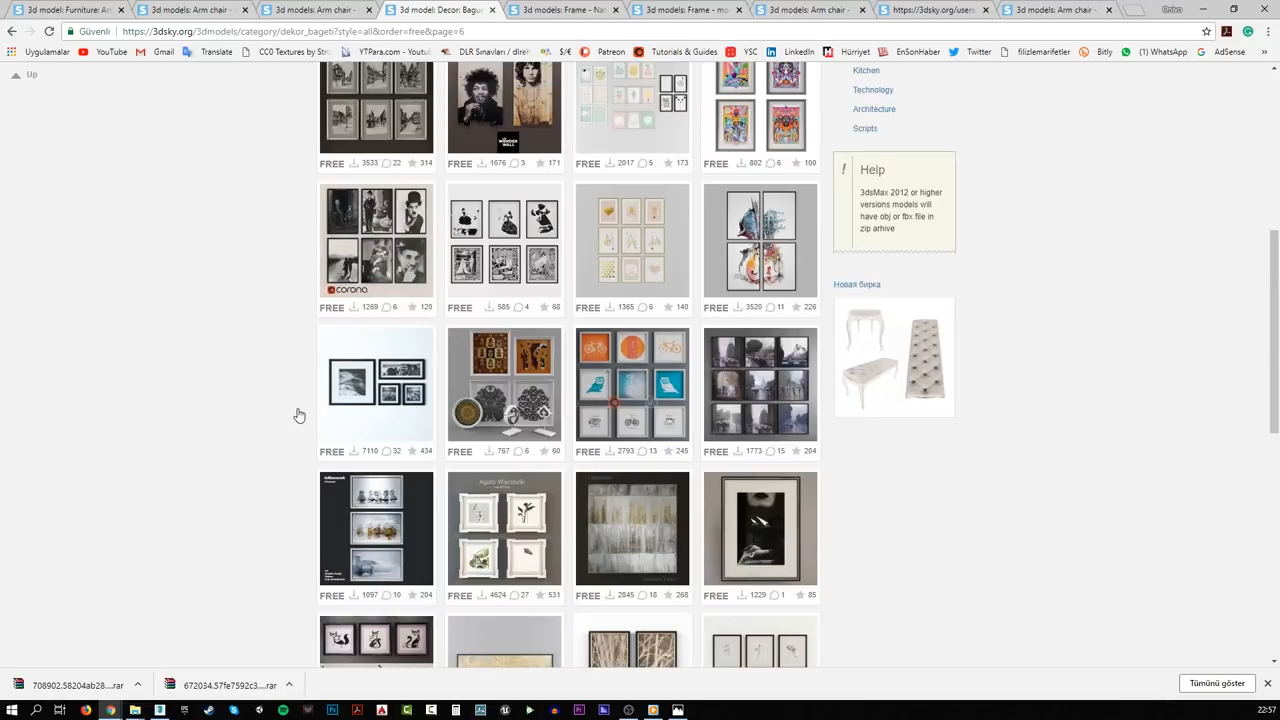 3d model: Furniture: Ar
3d models: Arm chair -
3d models: Arm chair -
3d model: Decor: Bagu
3d models: Frame - Nas
3d models: Frame - mo
3d models: Arm chair -
https://3dsky.org/users
3d models: Arm chair -
Güvenli
https://3dsky.org/3dmodels/category/dekor_bageti?style=all&order=free&page=6
Uygulamalar
YouTube
Gmail
Translate
CC0 Textures by Stru
YTPara.com - Youtu
DLR Sınavları / direh
$/€
Patreon
Tutorials & Guides
YSC
LinkedIn
Hürriyet
EnSonHaber
Twitter
filizlemarifetler
Bitly
(1) WhatsApp
AdSense
Up
Kitchen
Technology
Architecture
Scripts
FREE 3533 22 314
FREE 1676 3 171
FREE 2017 5 173
FREE 802 6 100
! Help
3dsMax 2012 or higher
versions models will
have obj or fbx file in
zip arhive
Новая бирка
corona
FREE 1269 6 120
FREE 585 4 68
FREE 1365 6 140
FREE 3520 11 226
FREE 7110 32 434
FREE 767 6 60
FREE 2793 13 245
FREE 1773 15 204
FREE 1097 10 204
FREE 4624 27 531
FREE 2845 18 268
FREE 1229 1 85
708902.58204ab28....rar
672034.57fe7592c3....rar
Tümünü göster
22:57